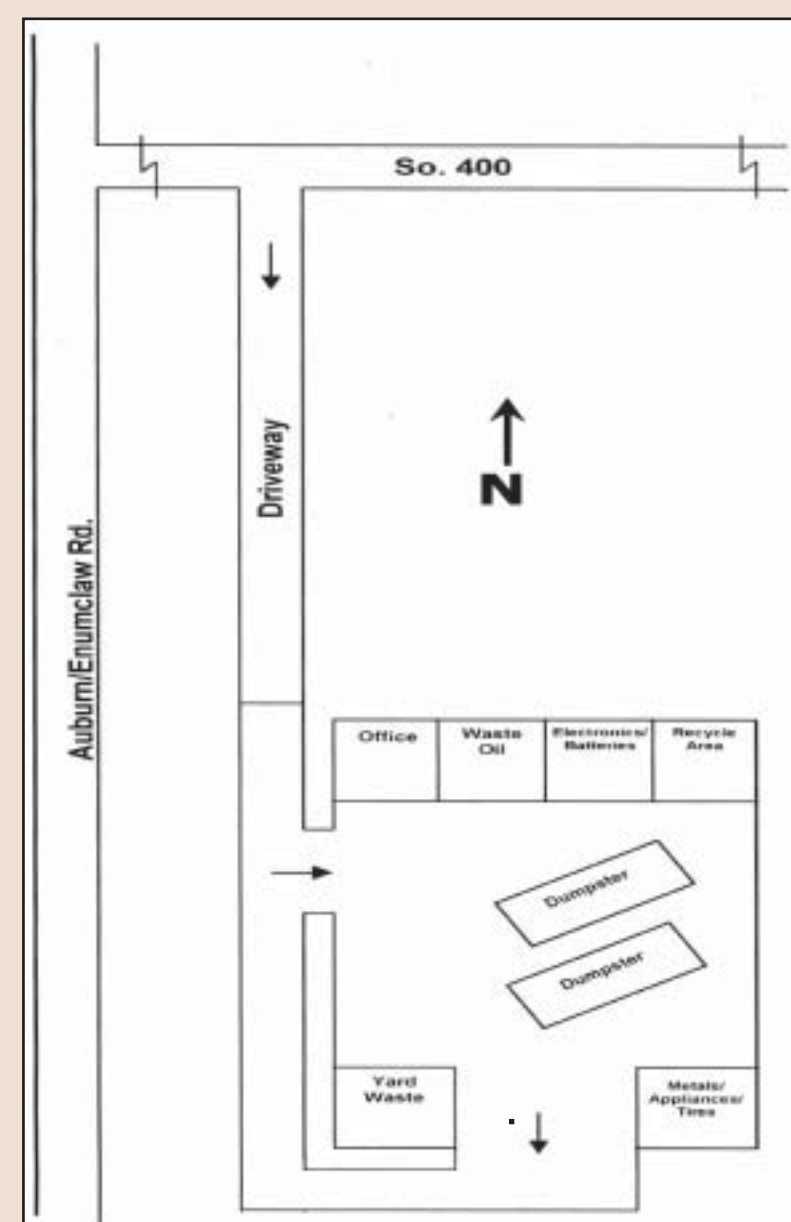 So. 400
Driveway
N
Auburn/Enumclaw Rd.
Office
Waste
Oil
Electronics/
Batteries
Recycle
Area
Dumpster
Dumpster
Yard
Waste
Metals/
Appliances/
Tires